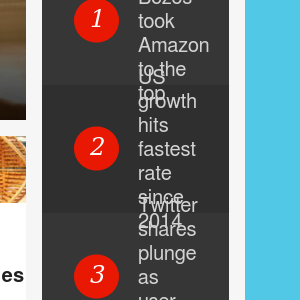 1
Bezos
took
Amazon
to the
top
2
US
growth
hits
fastest
rate
since
2014
3
Twitter
shares
plunge
as
user
es